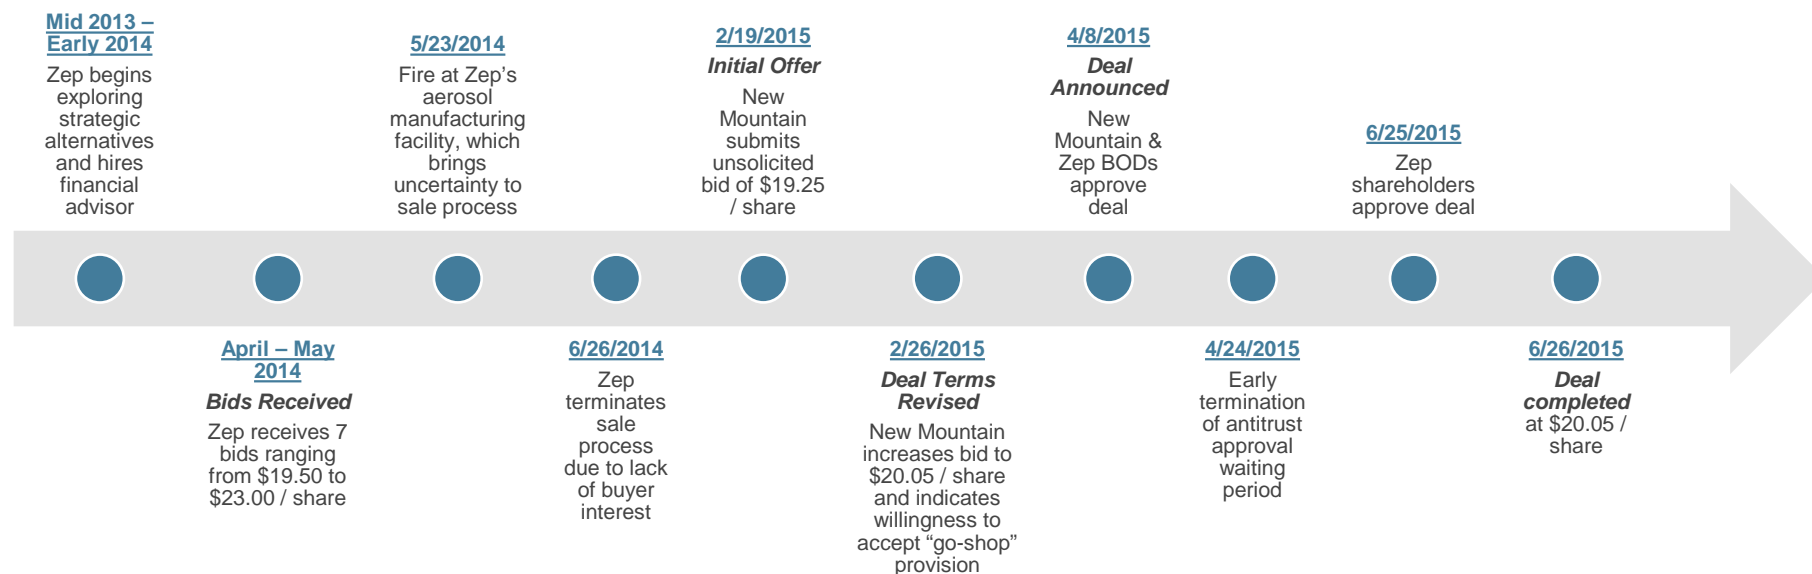 Mid 2013 –
Early 2014
Zep begins
exploring
strategic
alternatives
and hires
financial
advisor
April – May
2014
Bids Received
Zep receives 7
bids ranging
from $19.50 to
$23.00 / share
5/23/2014
Fire at Zep’s
aerosol
manufacturing
facility, which
brings
uncertainty to
sale process
6/26/2014
Zep
terminates
sale
process
due to lack
of buyer
interest
2/19/2015
Initial Offer
New
Mountain
submits
unsolicited
bid of $19.25
/ share
2/26/2015
Deal Terms
Revised
New Mountain
increases bid to
$20.05 / share
and indicates
willingness to
accept “go-shop”
provision
4/8/2015
Deal
Announced
New
Mountain &
Zep BODs
approve
deal
4/24/2015
Early
termination
of antitrust
approval
waiting
period
6/25/2015
Zep
shareholders
approve deal
6/26/2015
Deal
completed
at $20.05 /
share